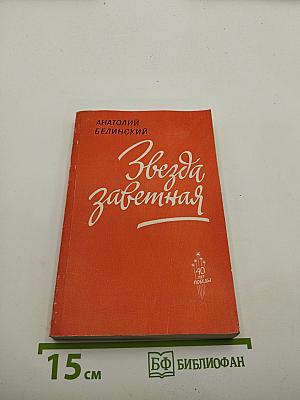 АНАТОЛИЙ
БЕЛИНСКИЙ
Звезда
заветная
40
ЛЕТ
ПОБЕДЫ
15 см
БФ БИБЛИОФАН